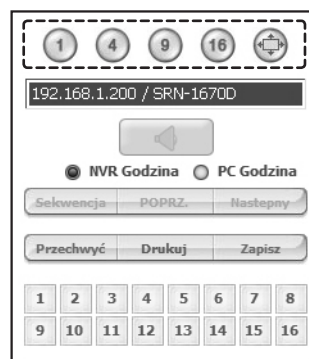 1 4 9 16
192.168.1.200 / SRN-1670D
NVR Godzina PC Godzina
Sekwencja POPRZ. Nastepny
Przechwyć Drukuj Zapisz
1 2 3 4 5 6 7 8
9 10 11 12 13 14 15 16